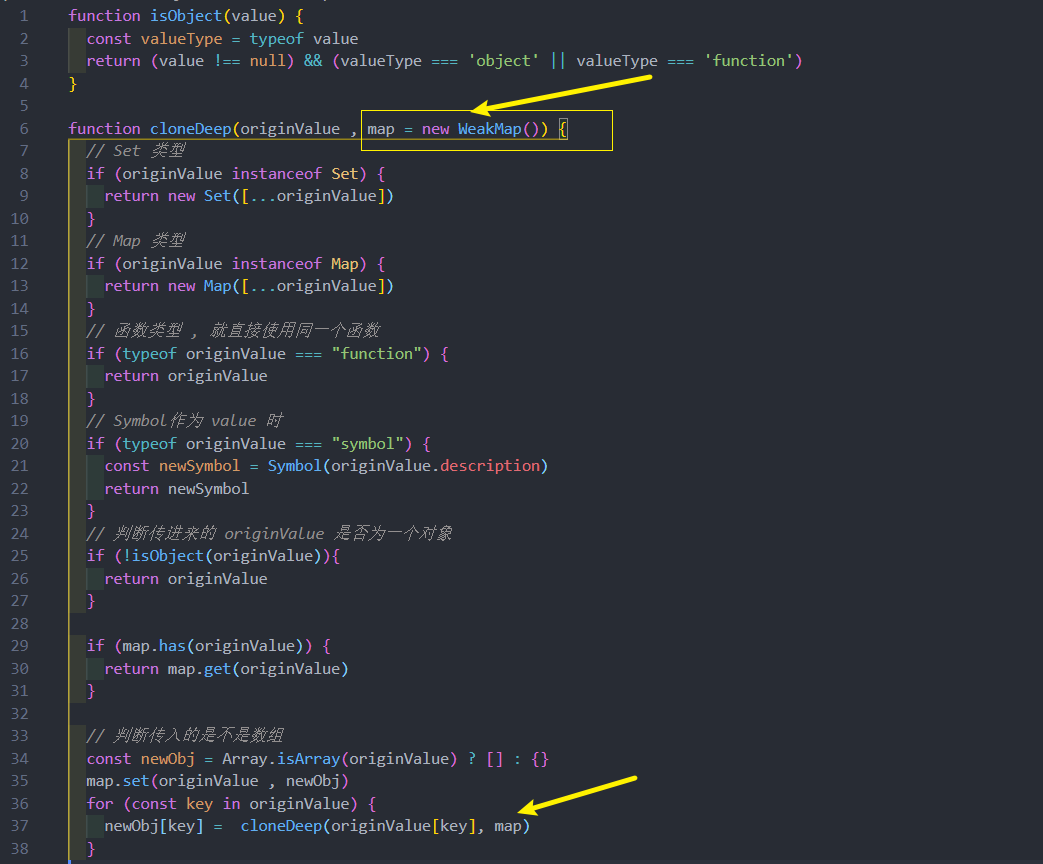 1 function isObject(value) {
2 const valueType = typeof value
3 return (value !== null) && (valueType === 'object' || valueType === 'function')
4 }
5
6 function cloneDeep(originValue , map = new WeakMap()) {
7 // Set 类型
8 if (originValue instanceof Set) {
9 return new Set([...originValue])
10 }
11 // Map 类型
12 if (originValue instanceof Map) {
13 return new Map([...originValue])
14 }
15 // 函数类型 , 就直接使用同一个函数
16 if (typeof originValue === "function") {
17 return originValue
18 }
19 // Symbol作为 value 时
20 if (typeof originValue === "symbol") {
21 const newSymbol = Symbol(originValue.description)
22 return newSymbol
23 }
24 // 判断传进来的 originValue 是否为一个对象
25 if (!isObject(originValue)){
26 return originValue
27 }
28
29 if (map.has(originValue)) {
30 return map.get(originValue)
31 }
32
33 // 判断传入的是不是数组
34 const newObj = Array.isArray(originValue) ? [] : {}
35 map.set(originValue , newObj)
36 for (const key in originValue) {
37 newObj[key] =  cloneDeep(originValue[key], map)
38 }